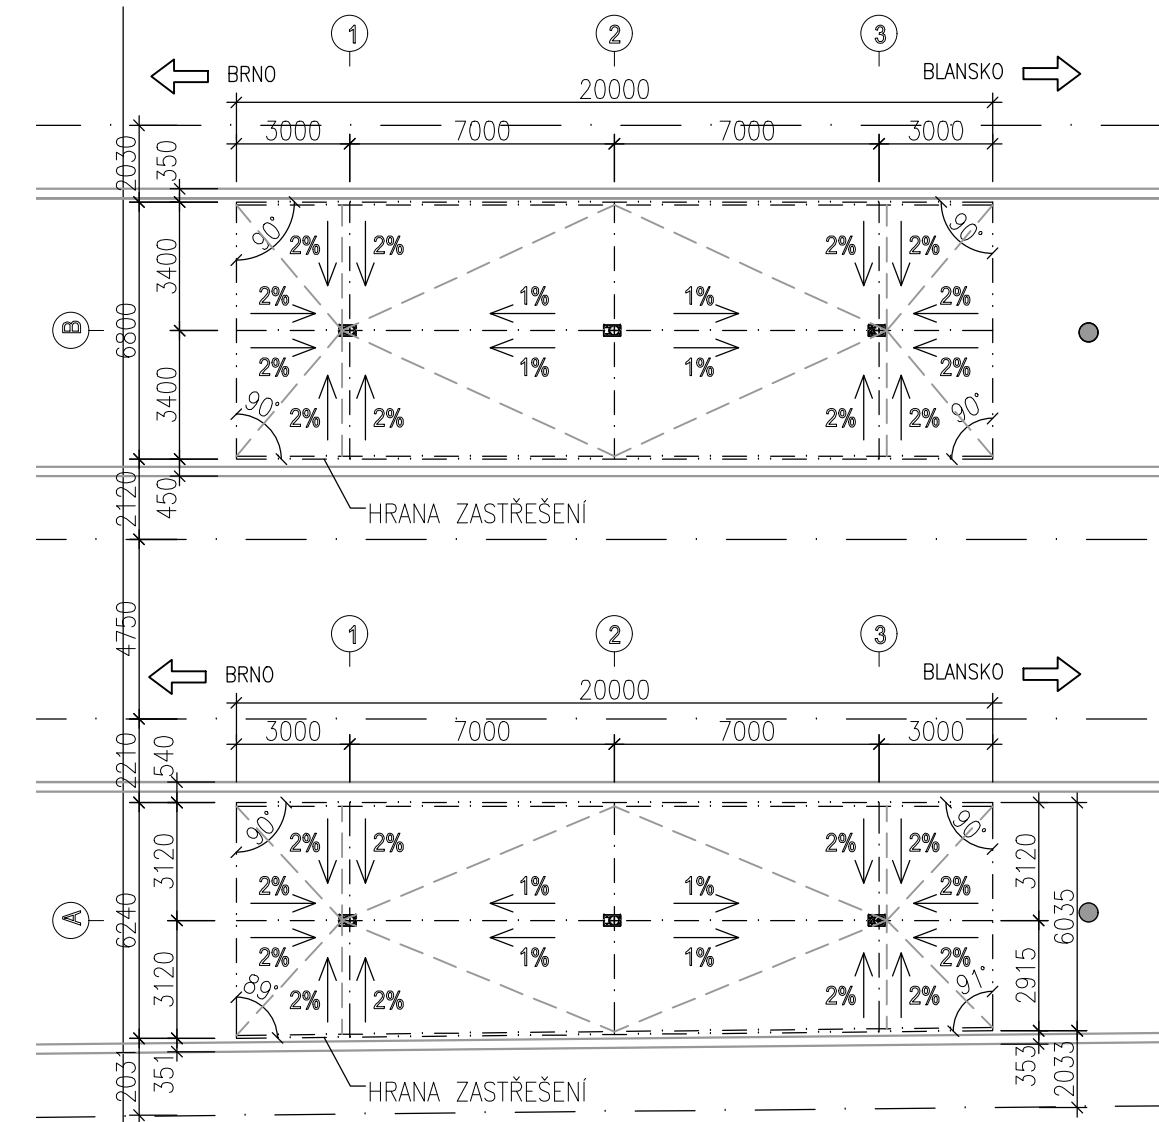 1 2 3
BRNO BLANSKO
20000
3000 7000 7000 3000
2030 350
90° 90°
2% 2% 2% 2%
3400
2% 1% 1% 2%
B 6800
2% 1% 1% 2%
3400
90° 90°
2% 2% 2% 2%
2120 450
HRANA ZASTŘEŠENÍ
4750
1 2 3
BRNO BLANSKO
20000
3000 7000 7000 3000
2210 540
90° 90°
2% 2% 2% 2%
3120 3120
2% 1% 1% 2%
A 6240 6035
2% 1% 1% 2%
3120 2915
89° 91°
2% 2% 2% 2%
2031 351 353 2033
HRANA ZASTŘEŠENÍ